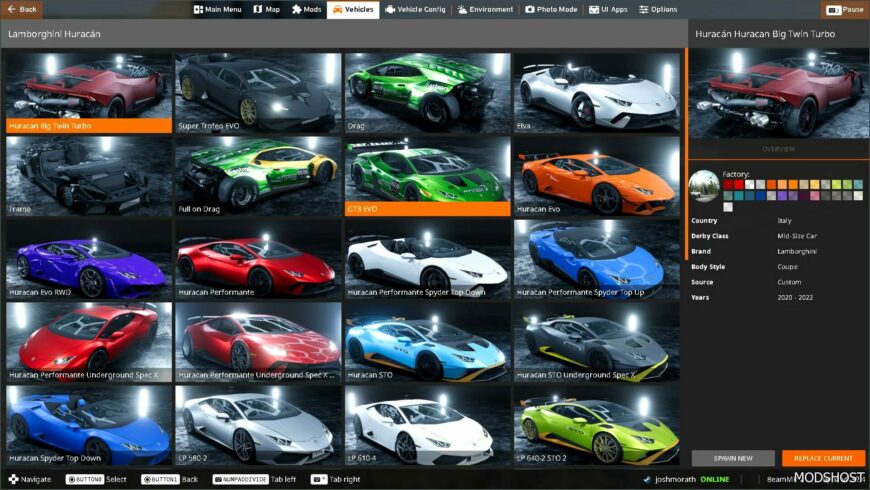 Back
Main Menu
Map
Mods
Vehicles
Vehicle Config
Environment
Photo Mode
UI Apps
Options
Pause
Lamborghini Huracán
Huracan Big Twin Turbo
Super Trofeo EVO
Drag
Elva
Frame
Full on Drag
GT3 EVO
Huracan Evo
Huracan Evo RWD
Huracan Performante
Huracan Performante Spyder Top Down
Huracan Performante Spyder Top Up
Huracan Performante Underground Spec X
Huracan Performante Underground Spec X ...
Huracan STO
Huracan STO Underground Spec X
Huracan Spyder Top Down
LP 580-2
LP 610-4
LP 640-2 STO 2
Huracán Huracan Big Twin Turbo
OVERVIEW
Factory:
Country Italy
Derby Class Mid-Size Car
Brand Lamborghini
Body Style Coupe
Source Custom
Years 2020 - 2022
SPAWN NEW
REPLACE CURRENT
Navigate
BUTTON0 Select
BUTTON1 Back
NUMPADDIVIDE Tab left
Tab right
joshmorath ONLINE
MODSHOST